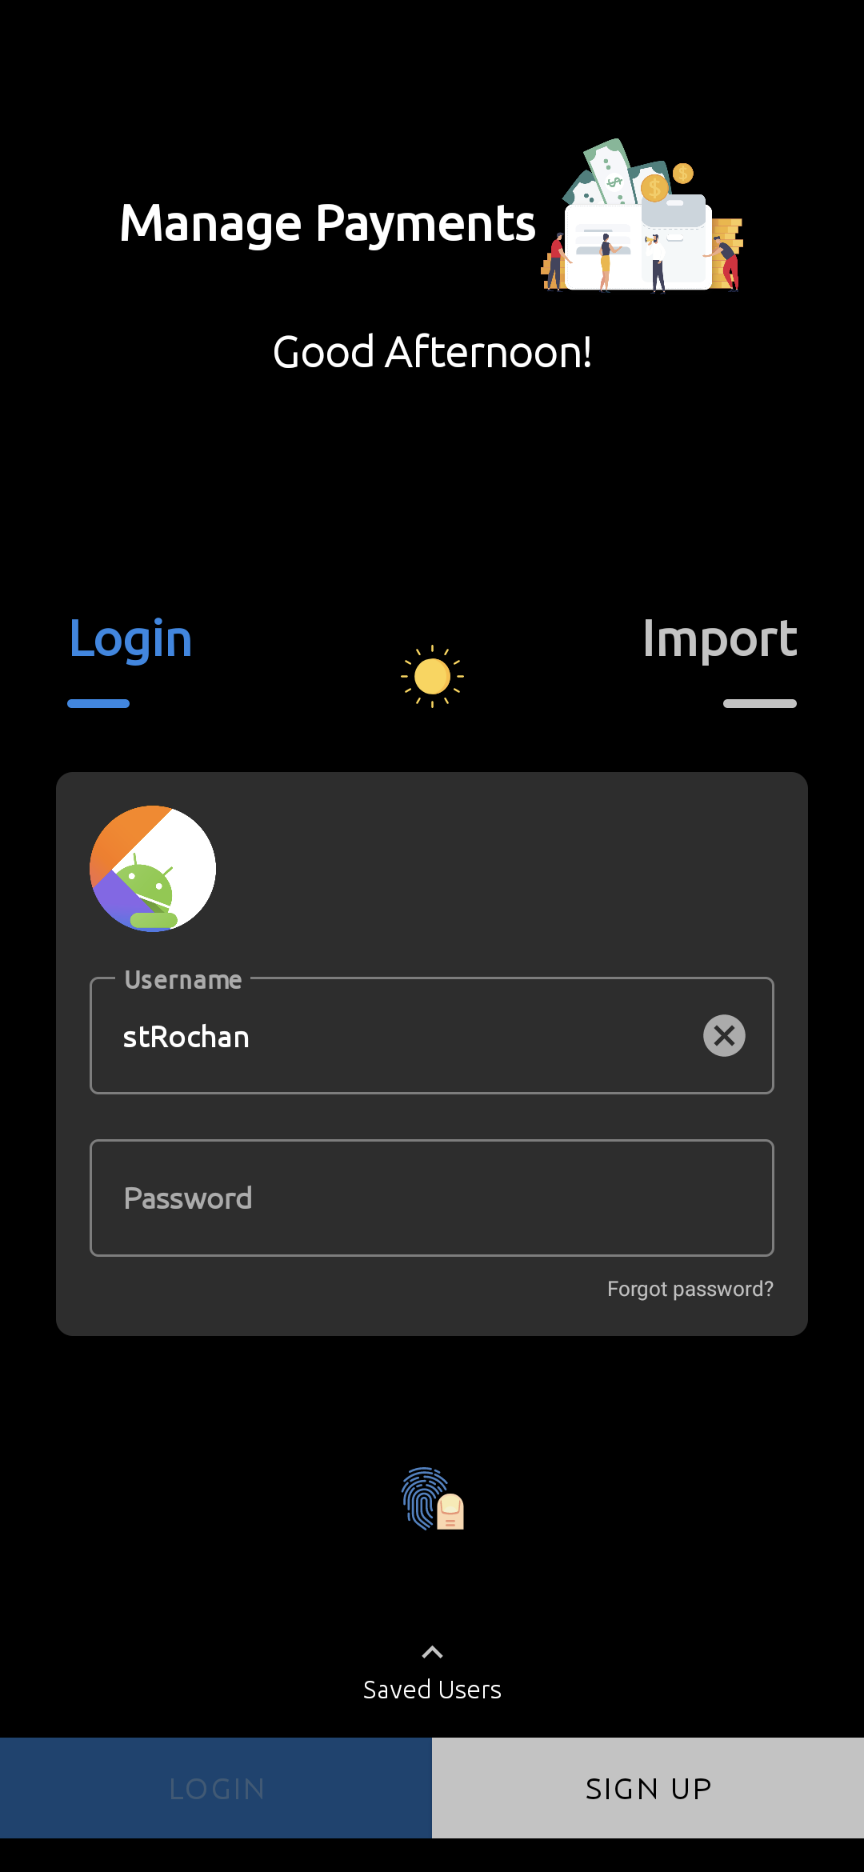 Manage Payments
Good Afternoon!
Login
Import
Username
stRochan
Password
Forgot password?
Saved Users
LOGIN
SIGN UP